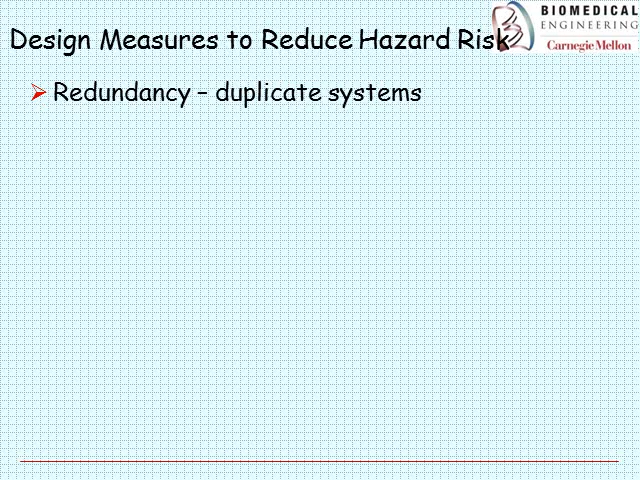 BIOMEDICAL
ENGINEERING
Carnegie Mellon
Design Measures to Reduce Hazard Risk
Redundancy – duplicate systems